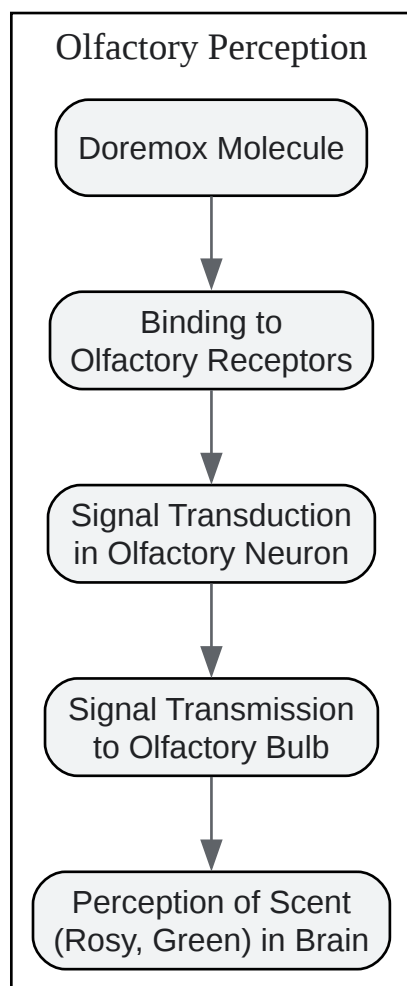 Olfactory Perception
Doremox Molecule
Binding to
Olfactory Receptors
Signal Transduction
in Olfactory Neuron
Signal Transmission
to Olfactory Bulb
Perception of Scent
(Rosy, Green) in Brain